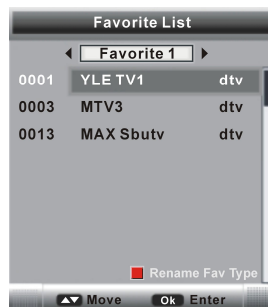 Favorite List
Favorite 1
0001 YLE TV1 dtv
0003 MTV3 dtv
0013 MAX Sbutv dtv
Rename Fav Type
Move Ok Enter